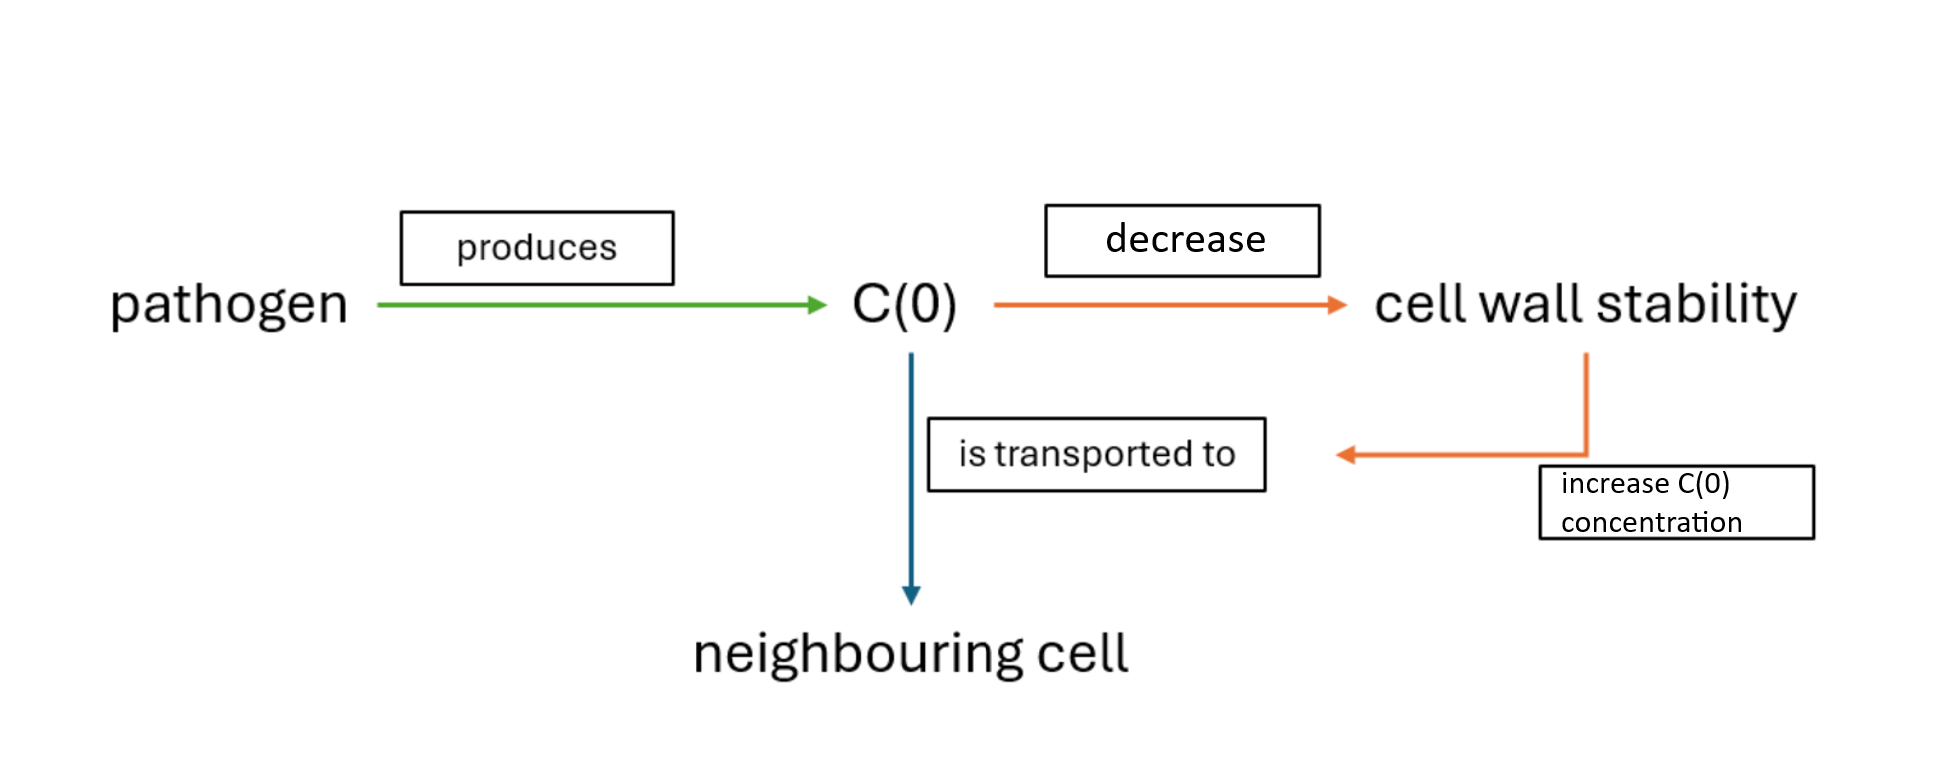 produces
decrease
pathogen
C(0)
cell wall stability
is transported to
increase C(0)
concentration
neighbouring cell